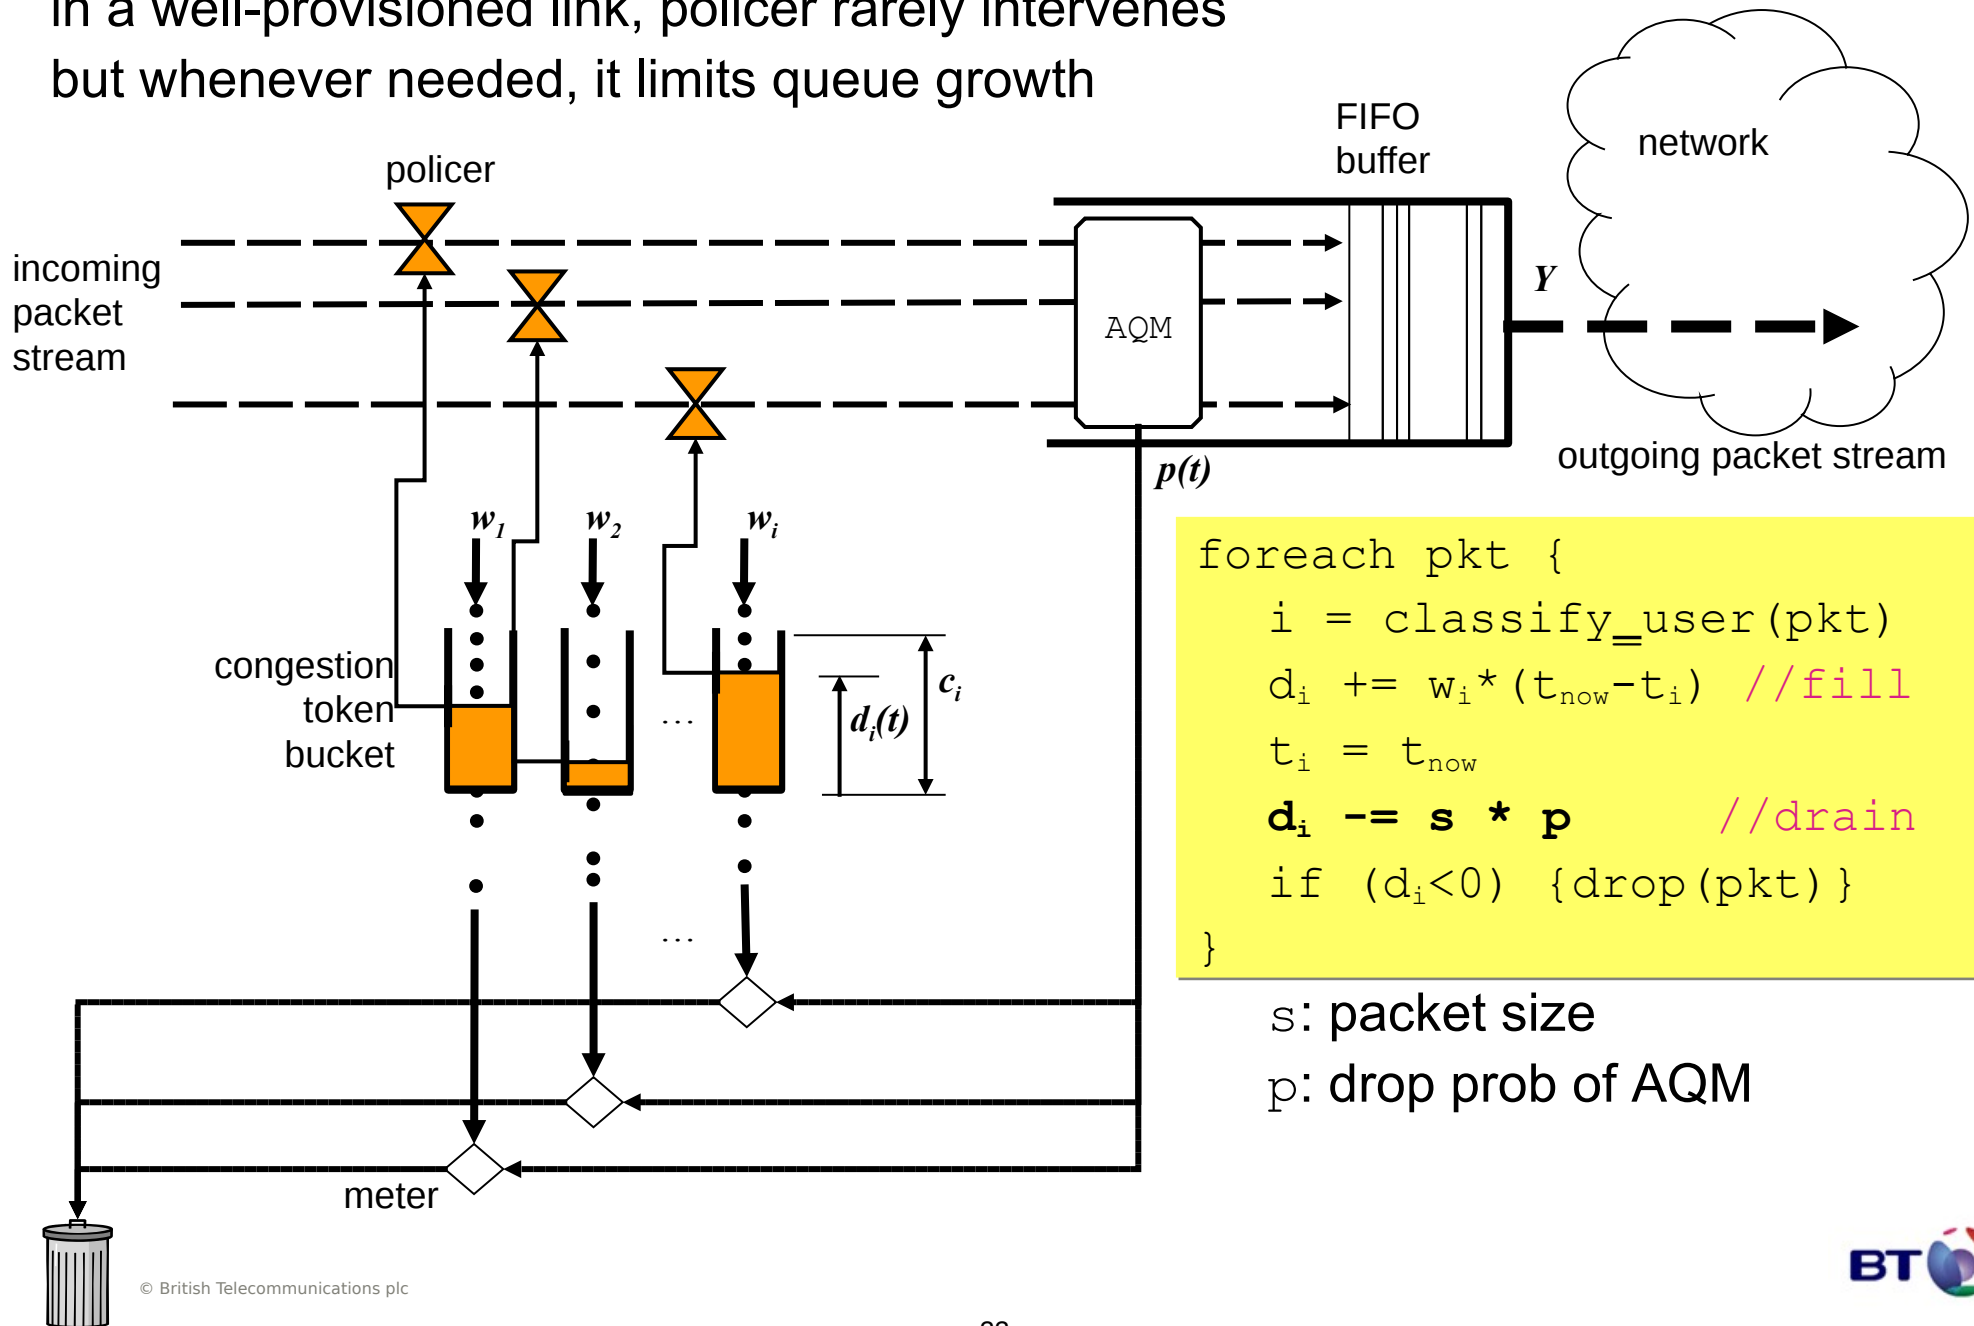 in a well-provisioned link, policer rarely intervenes
but whenever needed, it limits queue growth
FIFO
buffer
network
policer
incoming
packet
stream
AQM
Y
outgoing packet stream
p(t)
w1
w2
wi
congestion
token
bucket
...
ci
di(t)
...
foreach pkt {
i = classify_user(pkt)
di += wi*(tnow-ti) //fill
ti = tnow
di -= s * p //drain
if (di<0) {drop(pkt)}
}
s: packet size
p: drop prob of AQM
meter
© British Telecommunications plc
BT